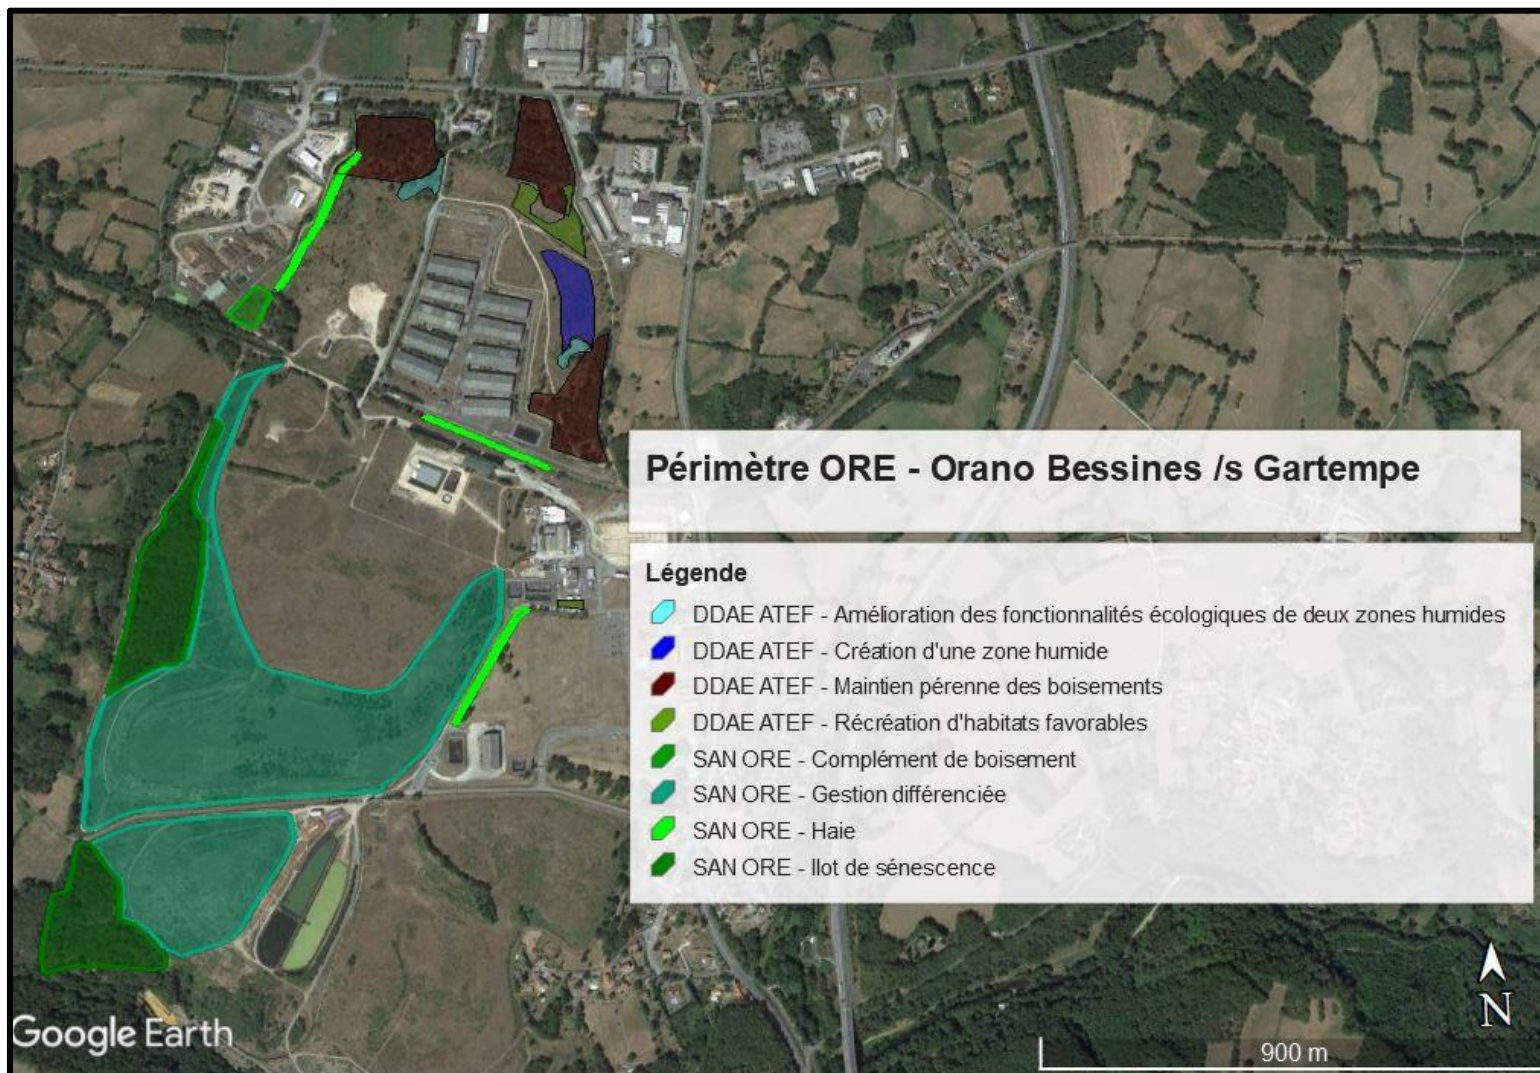 Périmètre ORE - Orano Bessines /s Gartempe
Légende
DDAE ATEF - Amélioration des fonctionnalités écologiques de deux zones humides
DDAE ATEF - Création d'une zone humide
DDAE ATEF - Maintien pérenne des boisements
DDAE ATEF - Récréation d'habitats favorables
SAN ORE - Complément de boisement
SAN ORE - Gestion différenciée
SAN ORE - Haie
SAN ORE - Ilot de sénescence
N
Google Earth
900 m